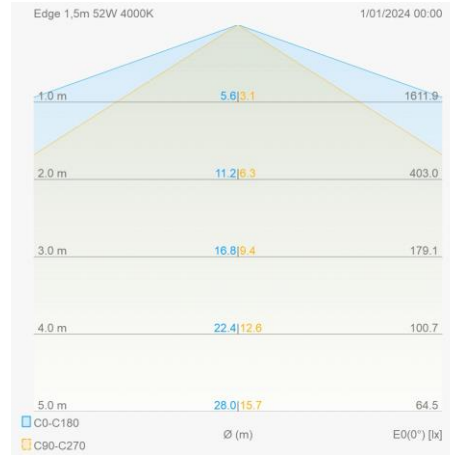 Edge 1,5m 52W 4000K 1/01/2024 00:00
1.0 m 5.6|3.1 1611.9
2.0 m 11.2|6.3 403.0
3.0 m 16.8|9.4 179.1
4.0 m 22.4|12.6 100.7
5.0 m 28.0|15.7 64.5
C0-C180
Ø (m) E0(0°) [lx]
C90-C270